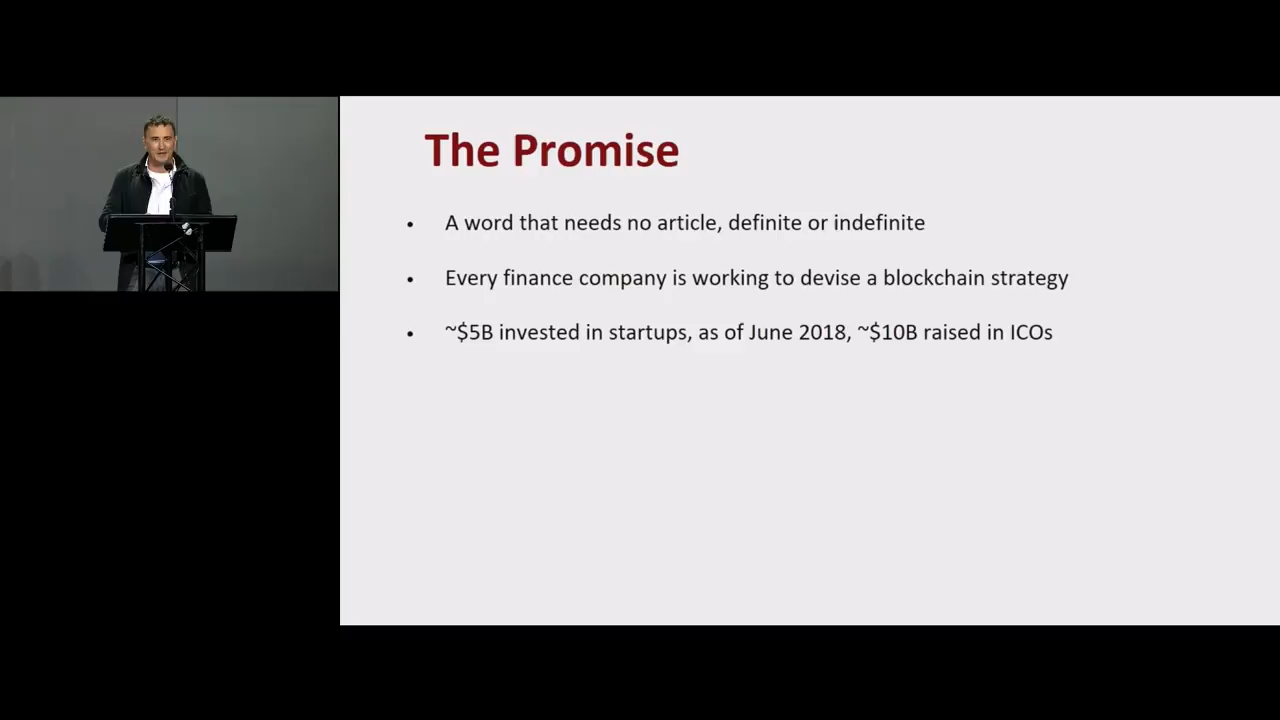 The Promise
• A word that needs no article, definite or indefinite
• Every finance company is working to devise a blockchain strategy
• ~$5B invested in startups, as of June 2018, ~$10B raised in ICOs